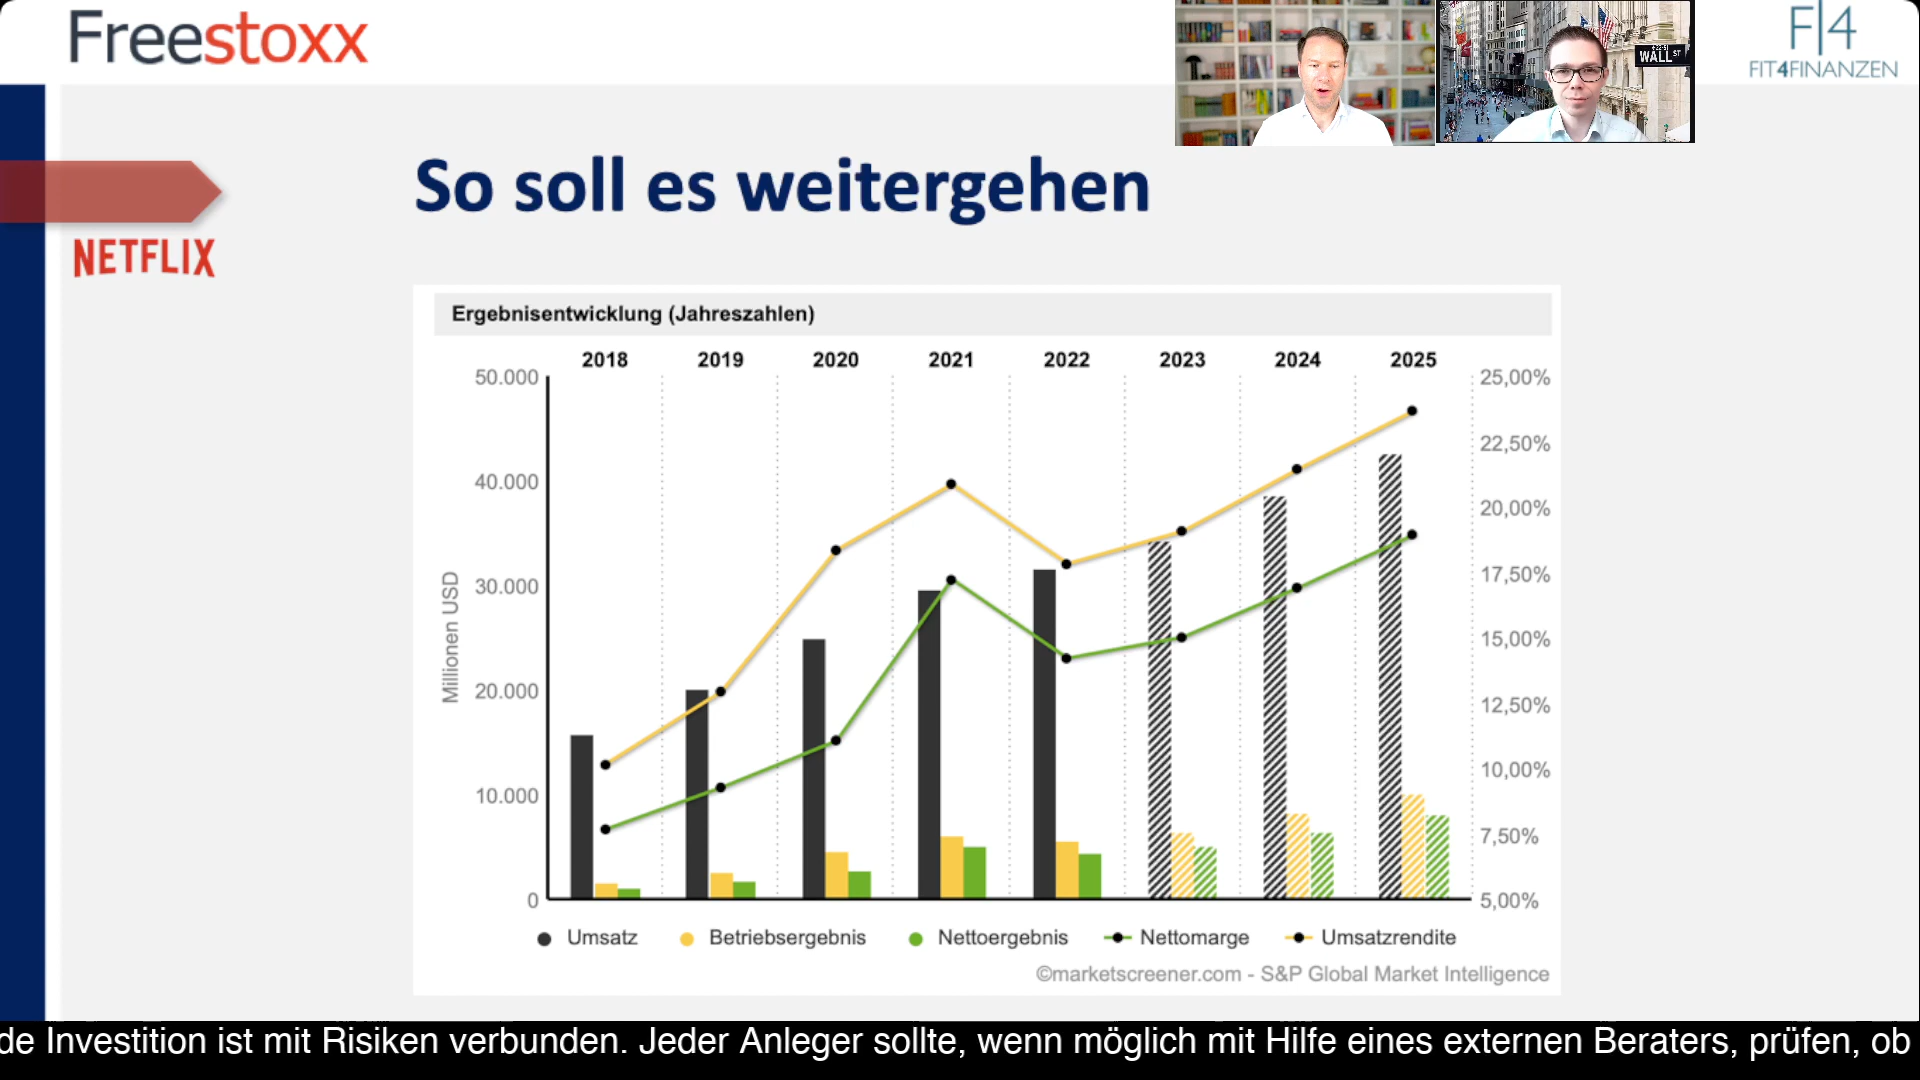 Freestoxx
WALL ST
F|4
FIT4FINANZEN
So soll es weitergehen
NETFLIX
Ergebnisentwicklung (Jahreszahlen)
2018 2019 2020 2021 2022 2023 2024 2025
50.000 25,00%
22,50%
40.000
20,00%
30.000 17,50%
15,00%
Millionen USD
20.000
12,50%
10,00%
10.000
7,50%
0 5,00%
Umsatz Betriebsergebnis Nettoergebnis Nettomarge Umsatzrendite
©marketscreener.com - S&P Global Market Intelligence
de Investition ist mit Risiken verbunden. Jeder Anleger sollte, wenn möglich mit Hilfe eines externen Beraters, prüfen, ob